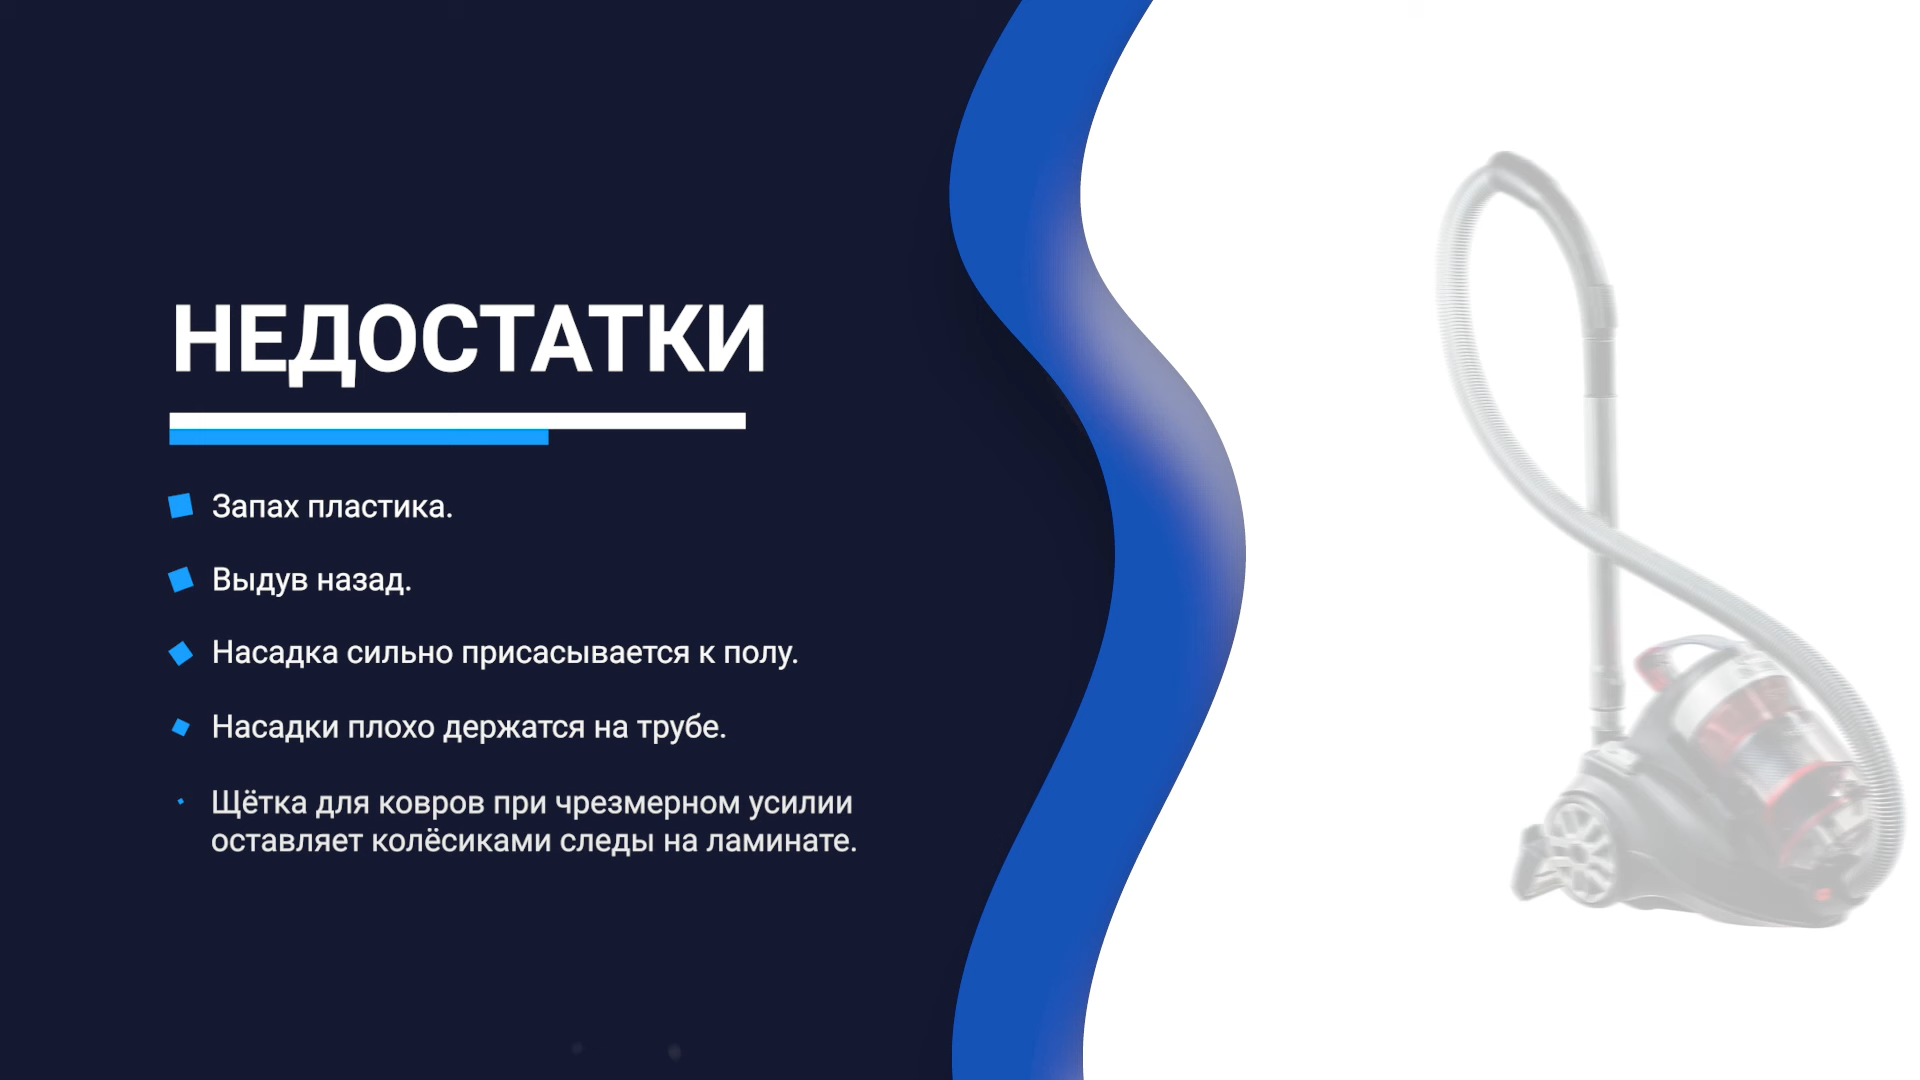 НЕДОСТАТКИ
Запах пластика.
Выдув назад.
Насадка сильно присасывается к полу.
Насадки плохо держатся на трубе.
Щётка для ковров при чрезмерном усилии
оставляет колёсиками следы на ламинате.